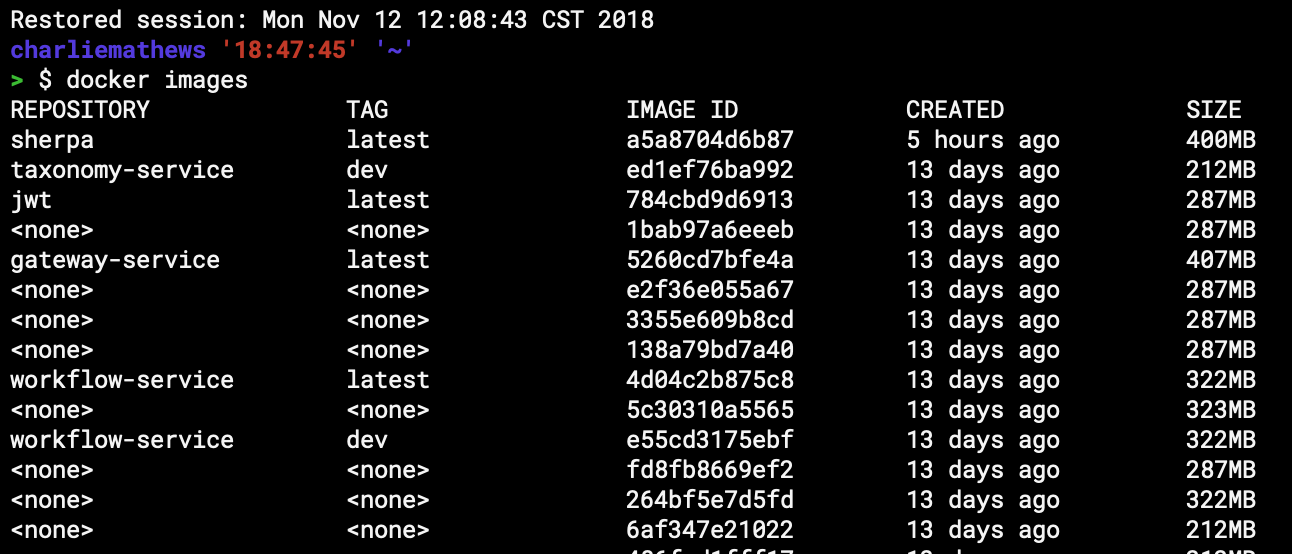 Restored session: Mon Nov 12 12:08:43 CST 2018
charliemathews '18:47:45' '~'
> $ docker images
REPOSITORY TAG IMAGE ID CREATED SIZE
sherpa latest a5a8704d6b87 5 hours ago 400MB
taxonomy-service dev ed1ef76ba992 13 days ago 212MB
jwt latest 784cbd9d6913 13 days ago 287MB
<none> <none> 1bab97a6eeeb 13 days ago 287MB
gateway-service latest 5260cd7bfe4a 13 days ago 407MB
<none> <none> e2f36e055a67 13 days ago 287MB
<none> <none> 3355e609b8cd 13 days ago 287MB
<none> <none> 138a79bd7a40 13 days ago 287MB
workflow-service latest 4d04c2b875c8 13 days ago 322MB
<none> <none> 5c30310a5565 13 days ago 323MB
workflow-service dev e55cd3175ebf 13 days ago 322MB
<none> <none> fd8fb8669ef2 13 days ago 287MB
<none> <none> 264bf5e7d5fd 13 days ago 322MB
<none> <none> 6af347e21022 13 days ago 212MB